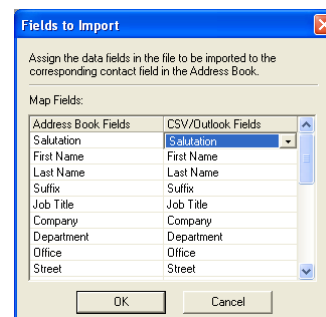 Fields to Import
Assign the data fields in the file to be imported to the
corresponding contact field in the Address Book.
Map Fields:
Address Book Fields CSV/Outlook Fields
Salutation Salutation
First Name First Name
Last Name Last Name
Suffix Suffix
Job Title Job Title
Company Company
Department Department
Office Office
Street Street
OK Cancel